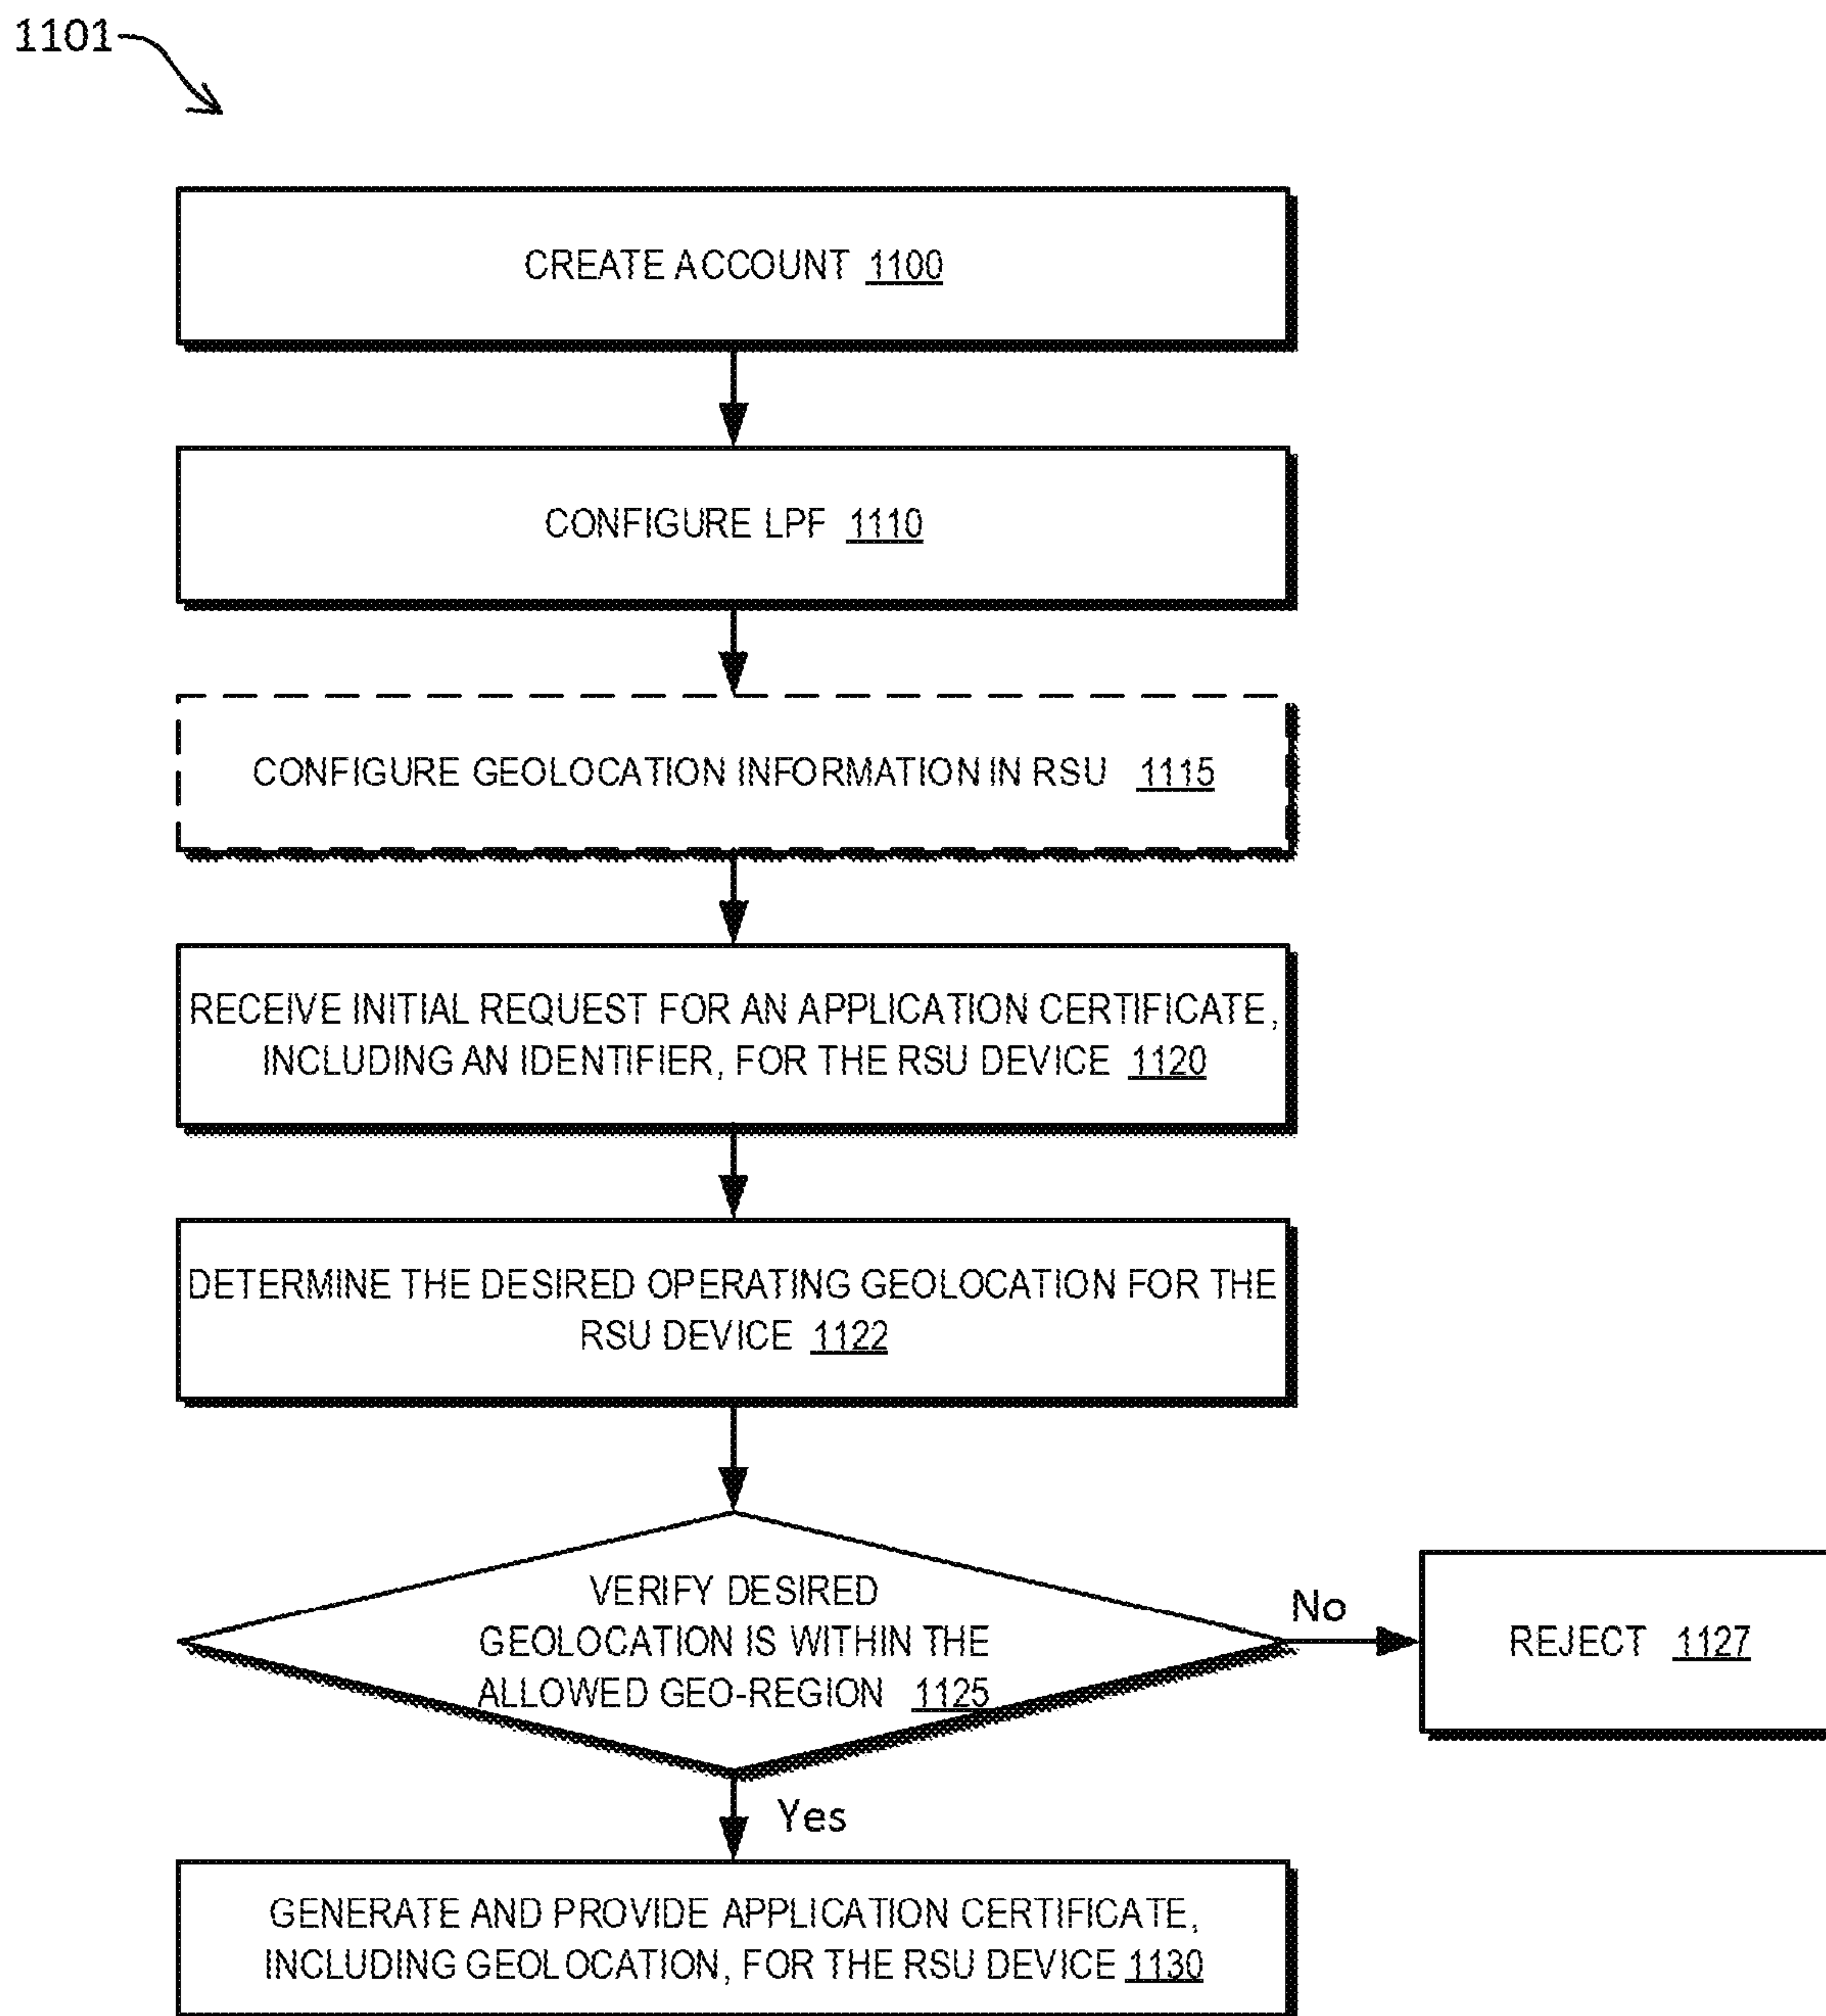 1101
CREATE ACCOUNT 1100
CONFIGURE LPF 1110
CONFIGURE GEOLOCATION INFORMATION IN RSU 1115
RECEIVE INITIAL REQUEST FOR AN APPLICATION CERTIFICATE,
INCLUDING AN IDENTIFIER, FOR THE RSU DEVICE 1120
DETERMINE THE DESIRED OPERATING GEOLOCATION FOR THE
RSU DEVICE 1122
VERIFY DESIRED
GEOLOCATION IS WITHIN THE
ALLOWED GEO-REGION 1125
No
REJECT 1127
Yes
GENERATE AND PROVIDE APPLICATION CERTIFICATE,
INCLUDING GEOLOCATION, FOR THE RSU DEVICE 1130